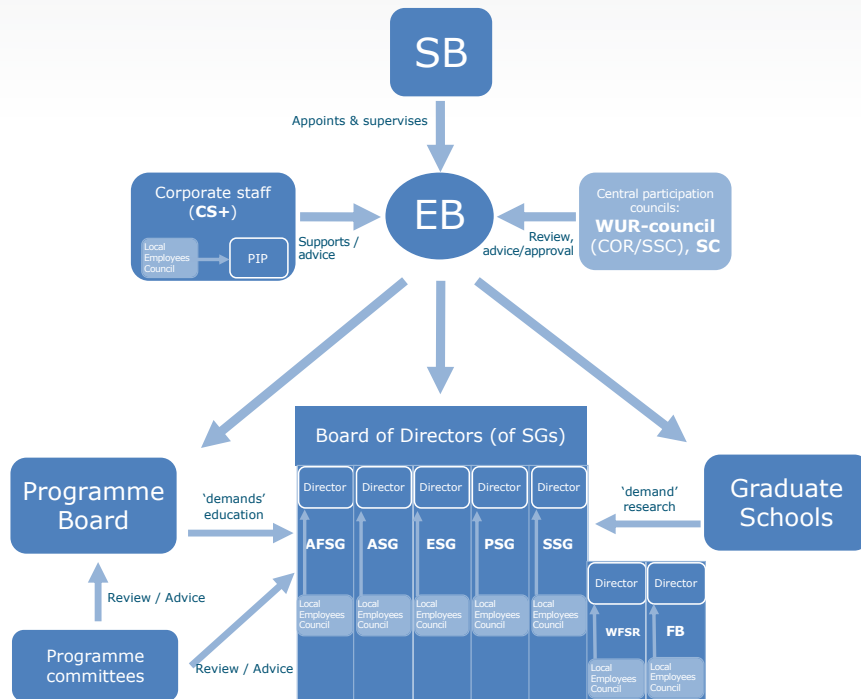 SB
Appoints & supervises
Corporate staff
(CS+)
Local
Employees
Council
PIP
Supports /
advice
EB
Review,
advice/approval
Central participation
councils:
WUR-council
(COR/SSC), SC
Board of Directors (of SGs)
Programme
Board
'demands'
education
Director
Director
Director
Director
Director
'demand'
research
Graduate
Schools
AFSG
ASG
ESG
PSG
SSG
Local
Employees
Council
Local
Employees
Council
Local
Employees
Council
Local
Employees
Council
Local
Employees
Council
Director
Director
WFSR
FB
Local
Employees
Council
Local
Employees
Council
Review / Advice
Programme
committees
Review / Advice